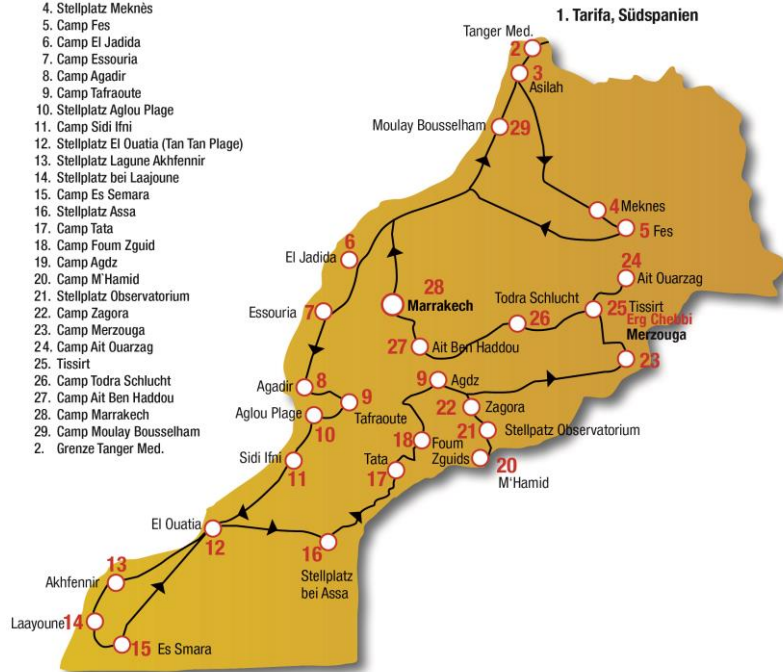 4. Stellplatz Meknès
5. Camp Fes
6. Camp El Jadida
7. Camp Essouria
8. Camp Agadir
9. Camp Tafraoute
10. Stellplatz Aglou Plage
11. Camp Sidi Ifni
12. Stellplatz El Ouatia (Tan Tan Plage)
13. Stellplatz Lagune Akhfennir
14. Stellplatz bei Laajoune
15. Camp Es Semara
16. Stellplatz Assa
17. Camp Tata
18. Camp Foum Zguid
19. Camp Agdz
20. Camp M'Hamid
21. Stellplatz Observatorium
22. Camp Zagora
23. Camp Merzouga
24. Camp Ait Ouarzag
25. Tissirt
26. Camp Todra Schlucht
27. Camp Ait Ben Haddou
28. Camp Marrakech
29. Camp Moulay Bousselham
2. Grenze Tanger Med.
1. Tarifa, Südspanien
Tanger Med.
2
3
Asilah
Moulay Bousselham
29
4 Meknes
5 Fes
6
El Jadida
24
Ait Ouarzag
28
Marrakech
Todra Schlucht
26
25 Tissirt
Erg Chebbi
Merzouga
23
Essouria 7
27 Ait Ben Haddou
Agadir 8
9
Tafraoute
Aglou Plage
10
9 Agdz
22 Zagora
21 Stellpatz Observatorium
18 Foum
Zguids
20
M'Hamid
Tata
17
Sidi Ifni
11
El Ouatia
12
16
Stellplatz
bei Assa
13
Akhfennir
Laayoune 14
15 Es Smara